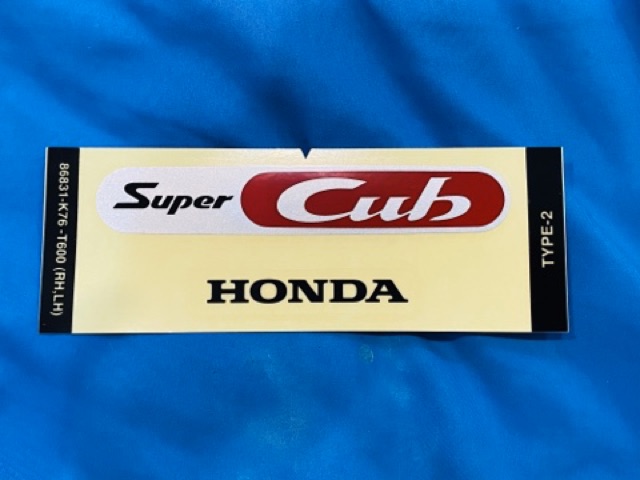 86831-K76-T600 (RH,LH)
Super Cub
HONDA
TYPE-2